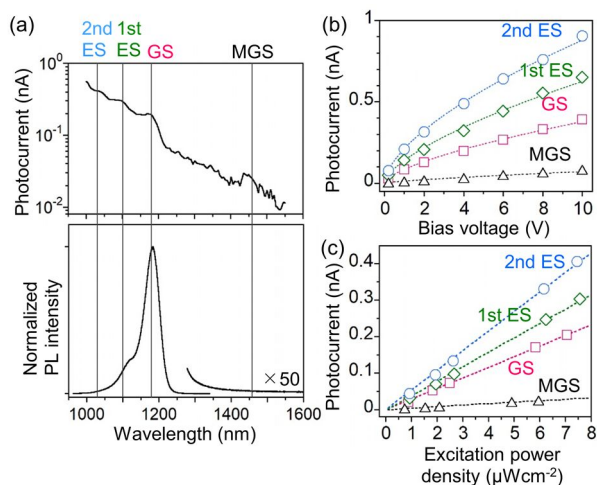 (a)
2nd 1st
ES ES GS MGS
Photocurrent (nA)
10⁰
10⁻¹
10⁻²
Normalized
PL intensity
×50
1000 1200 1400 1600
Wavelength (nm)
(b)
Photocurrent (nA)
1
0.5
0
2nd ES
1st ES
GS
MGS
0 2 4 6 8 10
Bias voltage (V)
(c)
Photocurrent (nA)
0.4
0.3
0.2
0.1
0
2nd ES
1st ES
GS
MGS
0 1 2 3 4 5 6 7 8
Excitation power
density (μWcm⁻²)